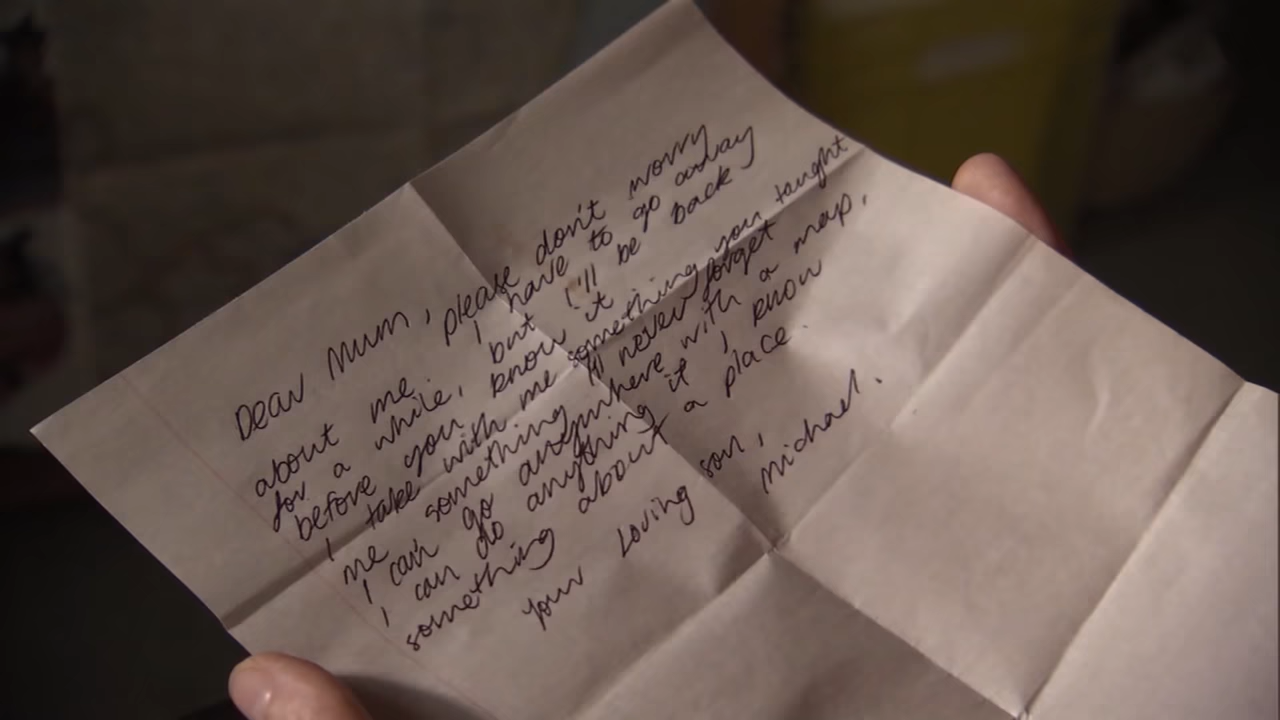 Dear Mum, please don't worry
about me. I have to go away
for a while, but I'll be back
before you know it
I take with me something you taught
me something I'll never forget
I can go anywhere with a map,
I can do anything if I know
something about a place.
your loving son,
Michael.